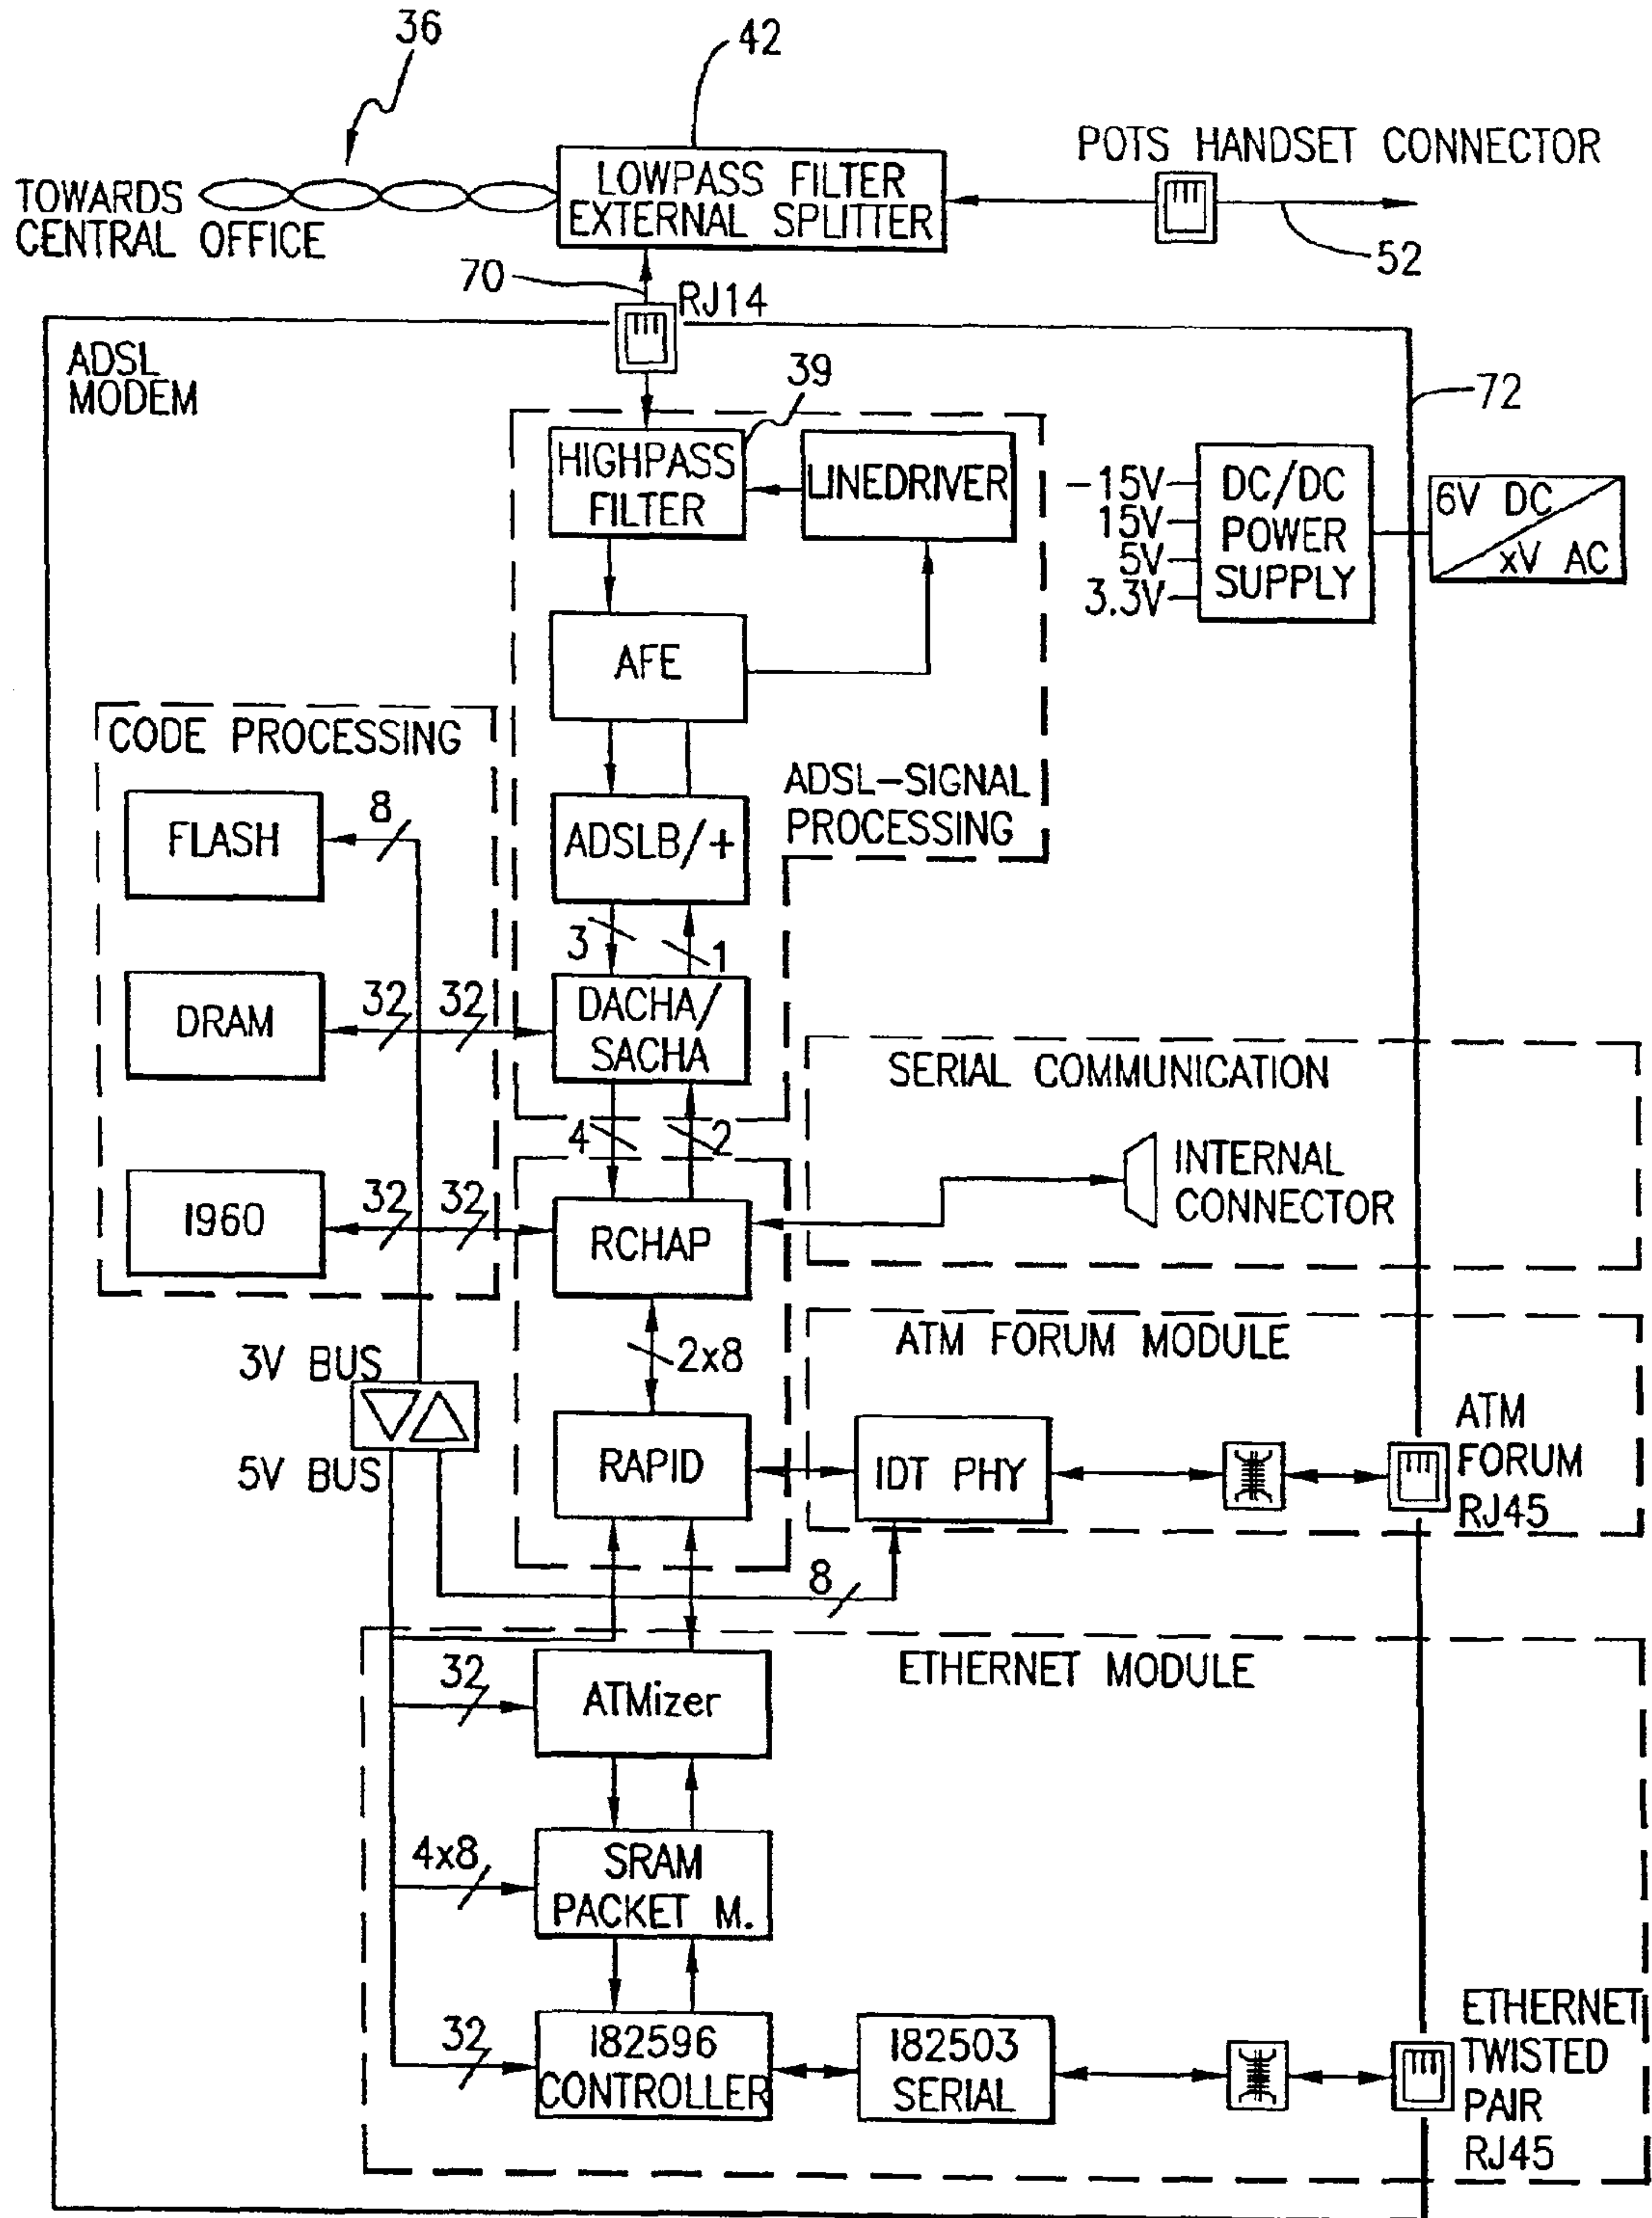 36
42
POTS HANDSET CONNECTOR
TOWARDS
CENTRAL OFFICE
LOWPASS FILTER
EXTERNAL SPLITTER
52
70
RJ14
ADSL
MODEM
39
72
HIGHPASS
FILTER
LINEDRIVER
-15V
15V
5V
3.3V
DC/DC
POWER
SUPPLY
6V DC
xV AC
AFE
CODE PROCESSING
ADSL-SIGNAL
PROCESSING
FLASH
8
ADSLB/+
3
1
DRAM
32
32
DACHA/
SACHA
SERIAL COMMUNICATION
4
2
INTERNAL
CONNECTOR
I960
32
32
RCHAP
ATM FORUM MODULE
3V BUS
2x8
5V BUS
RAPID
IDT PHY
ATM
FORUM
RJ45
8
ETHERNET MODULE
32
ATMizer
4x8
SRAM
PACKET M.
32
I82596
CONTROLLER
I82503
SERIAL
ETHERNET
TWISTED
PAIR
RJ45